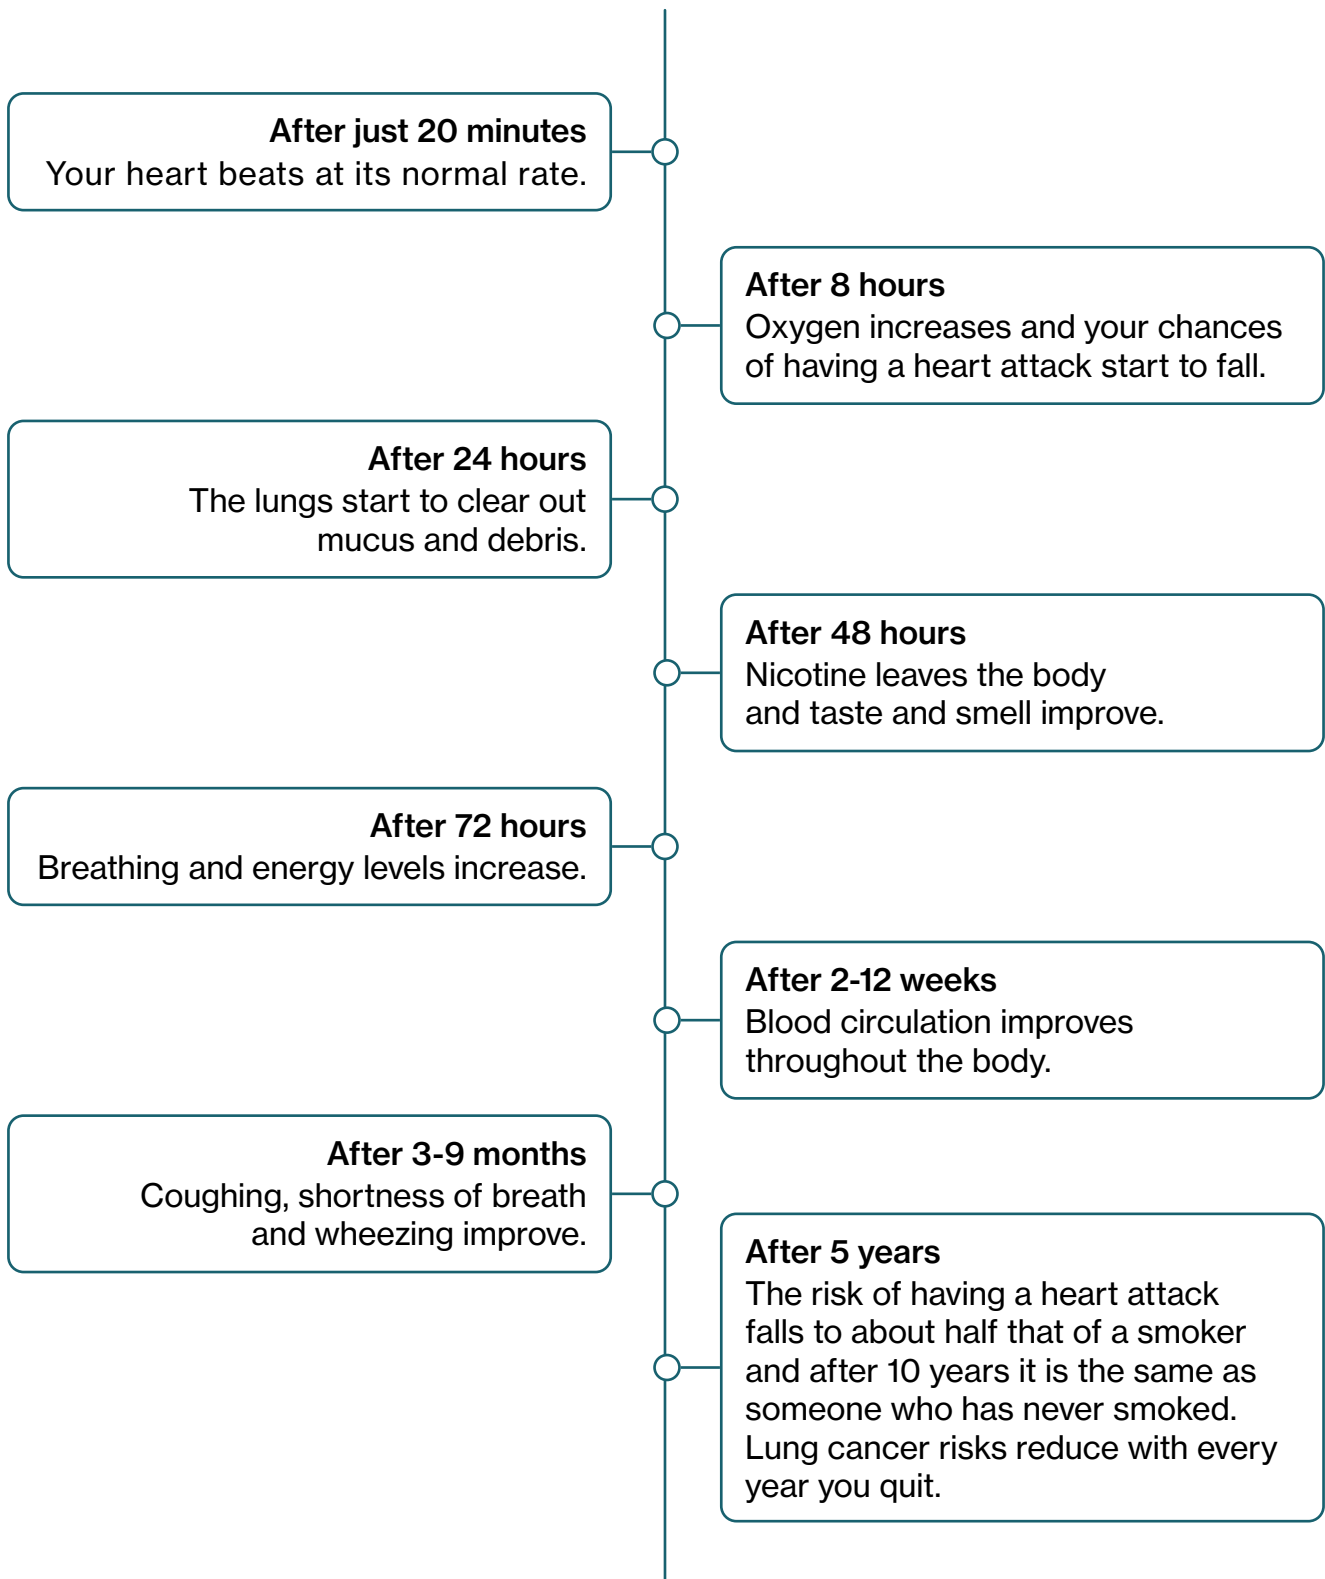 After just 20 minutes
Your heart beats at its normal rate.
After 8 hours
Oxygen increases and your chances
of having a heart attack start to fall.
After 24 hours
The lungs start to clear out
mucus and debris.
After 48 hours
Nicotine leaves the body
and taste and smell improve.
After 72 hours
Breathing and energy levels increase.
After 2-12 weeks
Blood circulation improves
throughout the body.
After 3-9 months
Coughing, shortness of breath
and wheezing improve.
After 5 years
The risk of having a heart attack
falls to about half that of a smoker
and after 10 years it is the same as
someone who has never smoked.
Lung cancer risks reduce with every
year you quit.